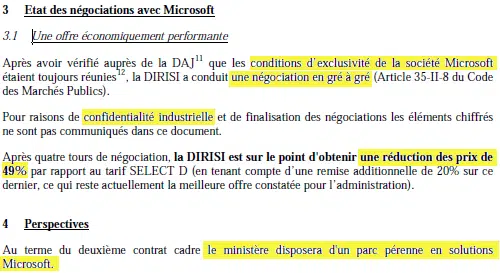 3 Etat des négociations avec Microsoft
3.1 Une offre économiquement performante
Après avoir vérifié auprès de la DAJ11 que les conditions d'exclusivité de la société Microsoft
étaient toujours réunies12, la DIRISI a conduit une négociation en gré à gré (Article 35-II-8 du Code
des Marchés Publics).
Pour raisons de confidentialité industrielle et de finalisation des négociations les éléments chiffrés
ne sont pas communiqués dans ce document.
Après quatre tours de négociation, la DIRISI est sur le point d'obtenir une réduction des prix de
49% par rapport au tarif SELECT D (en tenant compte d'une remise additionnelle de 20% sur ce
dernier, ce qui reste actuellement la meilleure offre constatée pour l'administration).
4 Perspectives
Au terme du deuxième contrat cadre le ministère disposera d'un parc pérenne en solutions
Microsoft.